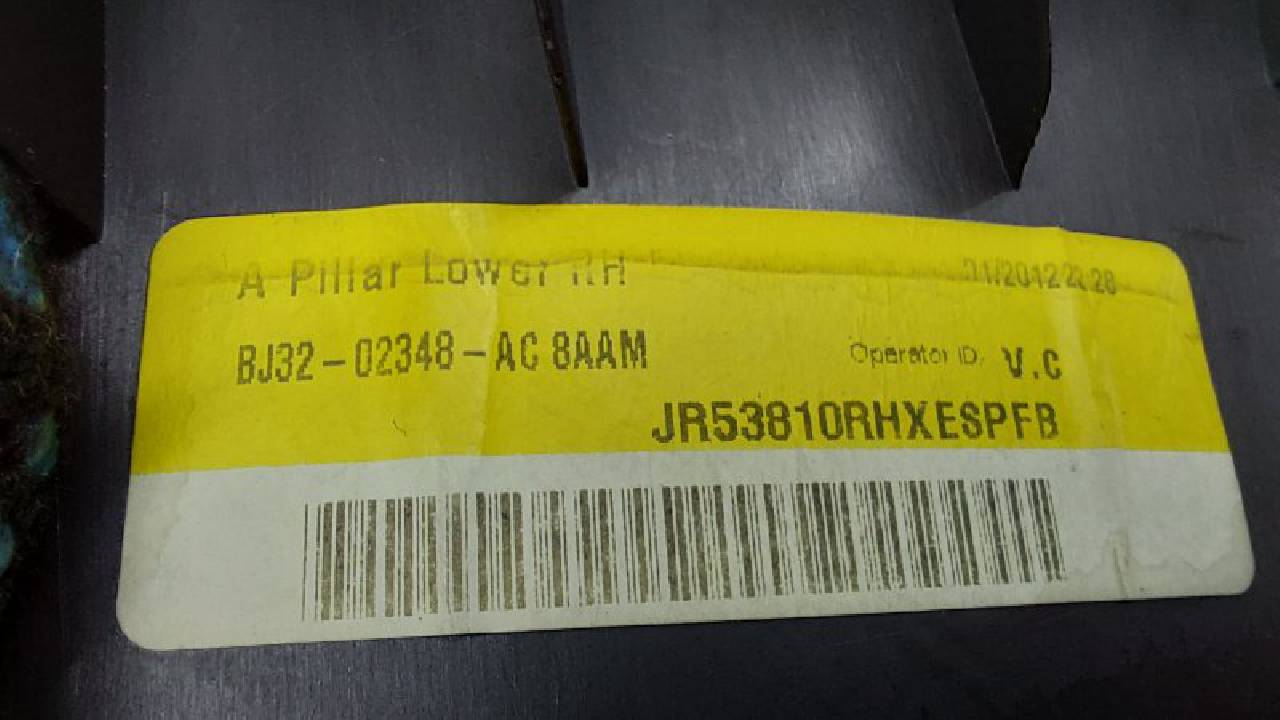 A Pillar Lower RH
BJ32-02348-AC 8AAM
Operator ID. V.C
JR53810RHXESPFB